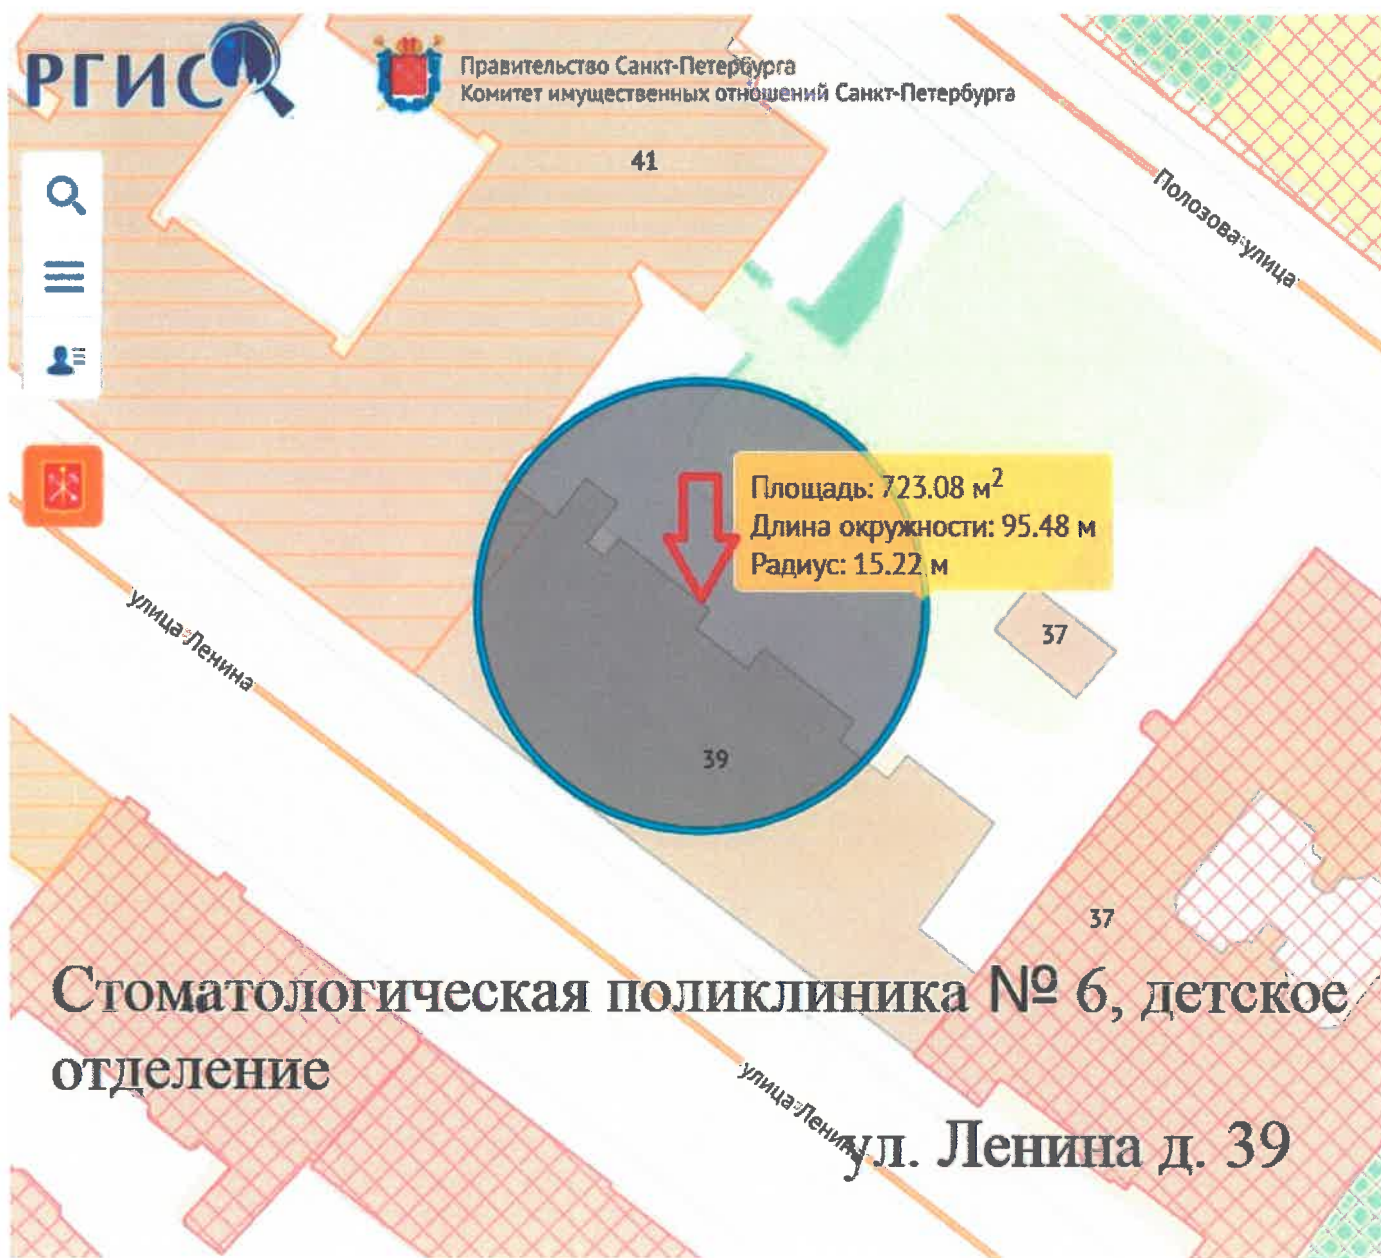 РГИС
Правительство Санкт-Петербурга
Комитет имущественных отношений Санкт-Петербурга
41
Полозова улица
Площадь: 723.08 м²
Длина окружности: 95.48 м
Радиус: 15.22 м
улица Ленина
37
39
37
Стоматологическая поликлиника № 6, детское
отделение
улица Ленина
ул. Ленина д. 39